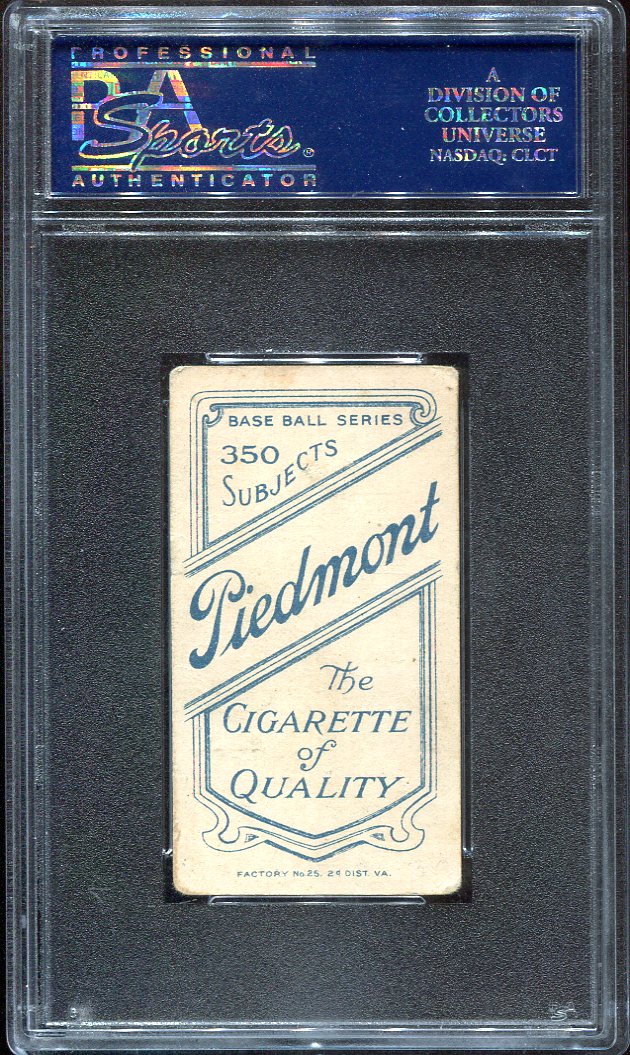 PROFESSIONAL
PSA
Sports®
AUTHENTICATOR
A
DIVISION OF
COLLECTORS
UNIVERSE
NASDAQ: CLCT
BASE BALL SERIES
350
SUBJECTS
Piedmont
The
CIGARETTE
of
QUALITY
FACTORY No. 25. 2¢ DIST. VA.